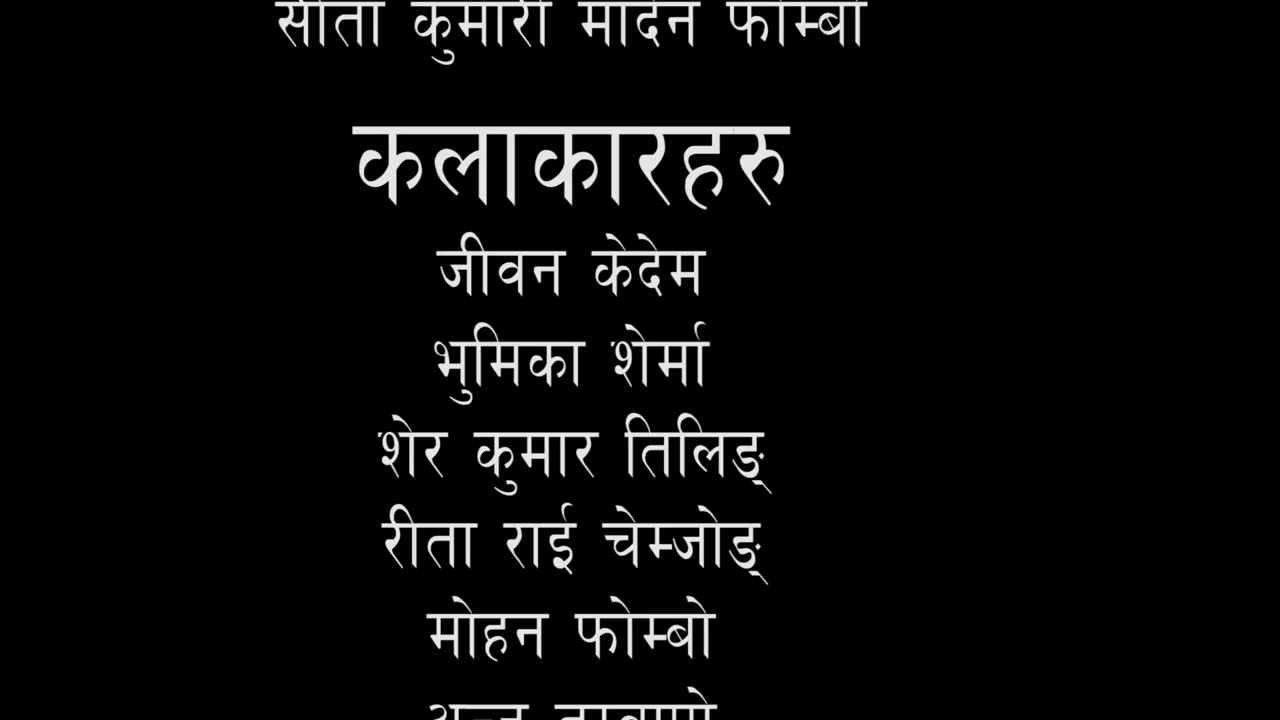 सीता कुमारी मादेन फोम्बो
कलाकारहरु
जीवन केदेम
भुमिका शेर्मा
शेर कुमार तिलिङ्
रीता राई चेम्जोङ्
मोहन फोम्बो